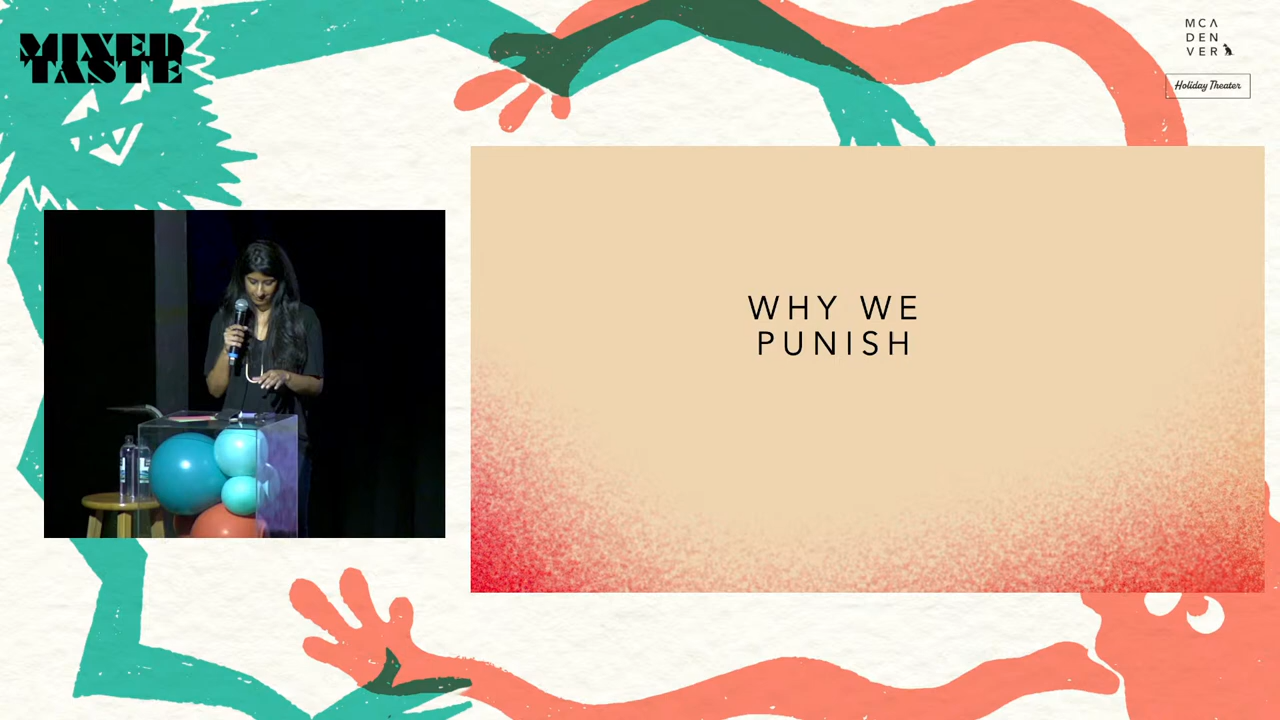 MIXED
TASTE
MCA
DEN
VER
Holiday Theater
WHY WE
PUNISH